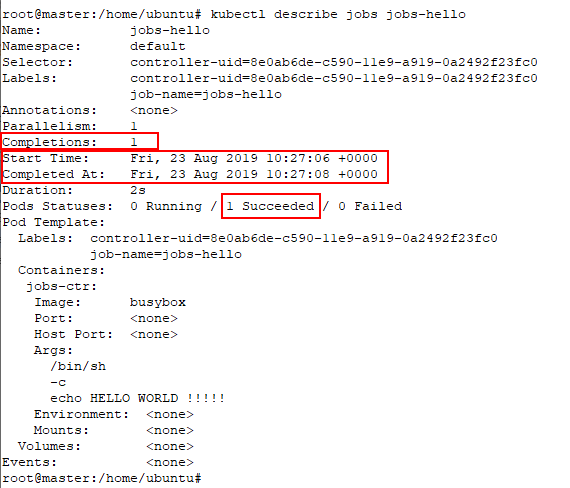 root@master:/home/ubuntu# kubectl describe jobs jobs-hello
Name:           jobs-hello
Namespace:      default
Selector:       controller-uid=8e0ab6de-c590-11e9-a919-0a2492f23fc0
Labels:         controller-uid=8e0ab6de-c590-11e9-a919-0a2492f23fc0
                job-name=jobs-hello
Annotations:    <none>
Parallelism:    1
Completions:    1
Start Time:     Fri, 23 Aug 2019 10:27:06 +0000
Completed At:   Fri, 23 Aug 2019 10:27:08 +0000
Duration:       2s
Pods Statuses:  0 Running / 1 Succeeded / 0 Failed
Pod Template:
  Labels:  controller-uid=8e0ab6de-c590-11e9-a919-0a2492f23fc0
           job-name=jobs-hello
  Containers:
   jobs-ctr:
    Image:      busybox
    Port:       <none>
    Host Port:  <none>
    Args:
      /bin/sh
      -c
      echo HELLO WORLD !!!!!
    Environment:  <none>
    Mounts:       <none>
  Volumes:        <none>
Events:           <none>
root@master:/home/ubuntu#